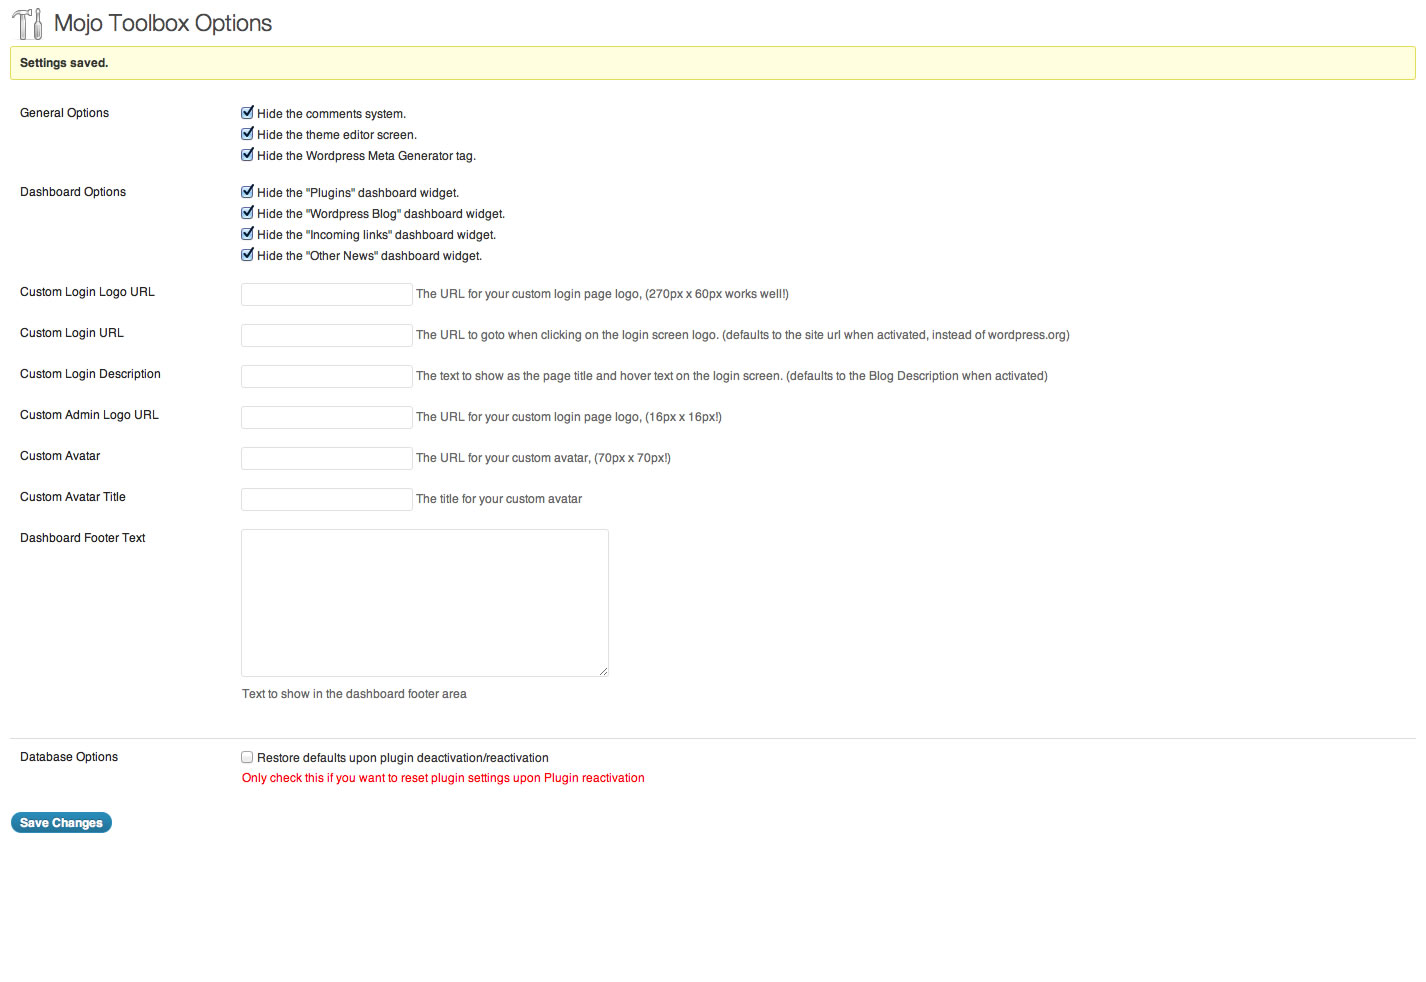 Mojo Toolbox Options
Settings saved.
General Options
Hide the comments system.
Hide the theme editor screen.
Hide the Wordpress Meta Generator tag.
Dashboard Options
Hide the "Plugins" dashboard widget.
Hide the "Wordpress Blog" dashboard widget.
Hide the "Incoming links" dashboard widget.
Hide the "Other News" dashboard widget.
Custom Login Logo URL The URL for your custom login page logo, (270px x 60px works well!)
Custom Login URL The URL to goto when clicking on the login screen logo. (defaults to the site url when activated, instead of wordpress.org)
Custom Login Description The text to show as the page title and hover text on the login screen. (defaults to the Blog Description when activated)
Custom Admin Logo URL The URL for your custom login page logo, (16px x 16px!)
Custom Avatar The URL for your custom avatar, (70px x 70px!)
Custom Avatar Title The title for your custom avatar
Dashboard Footer Text
Text to show in the dashboard footer area
Database Options Restore defaults upon plugin deactivation/reactivation
Only check this if you want to reset plugin settings upon Plugin reactivation
Save Changes